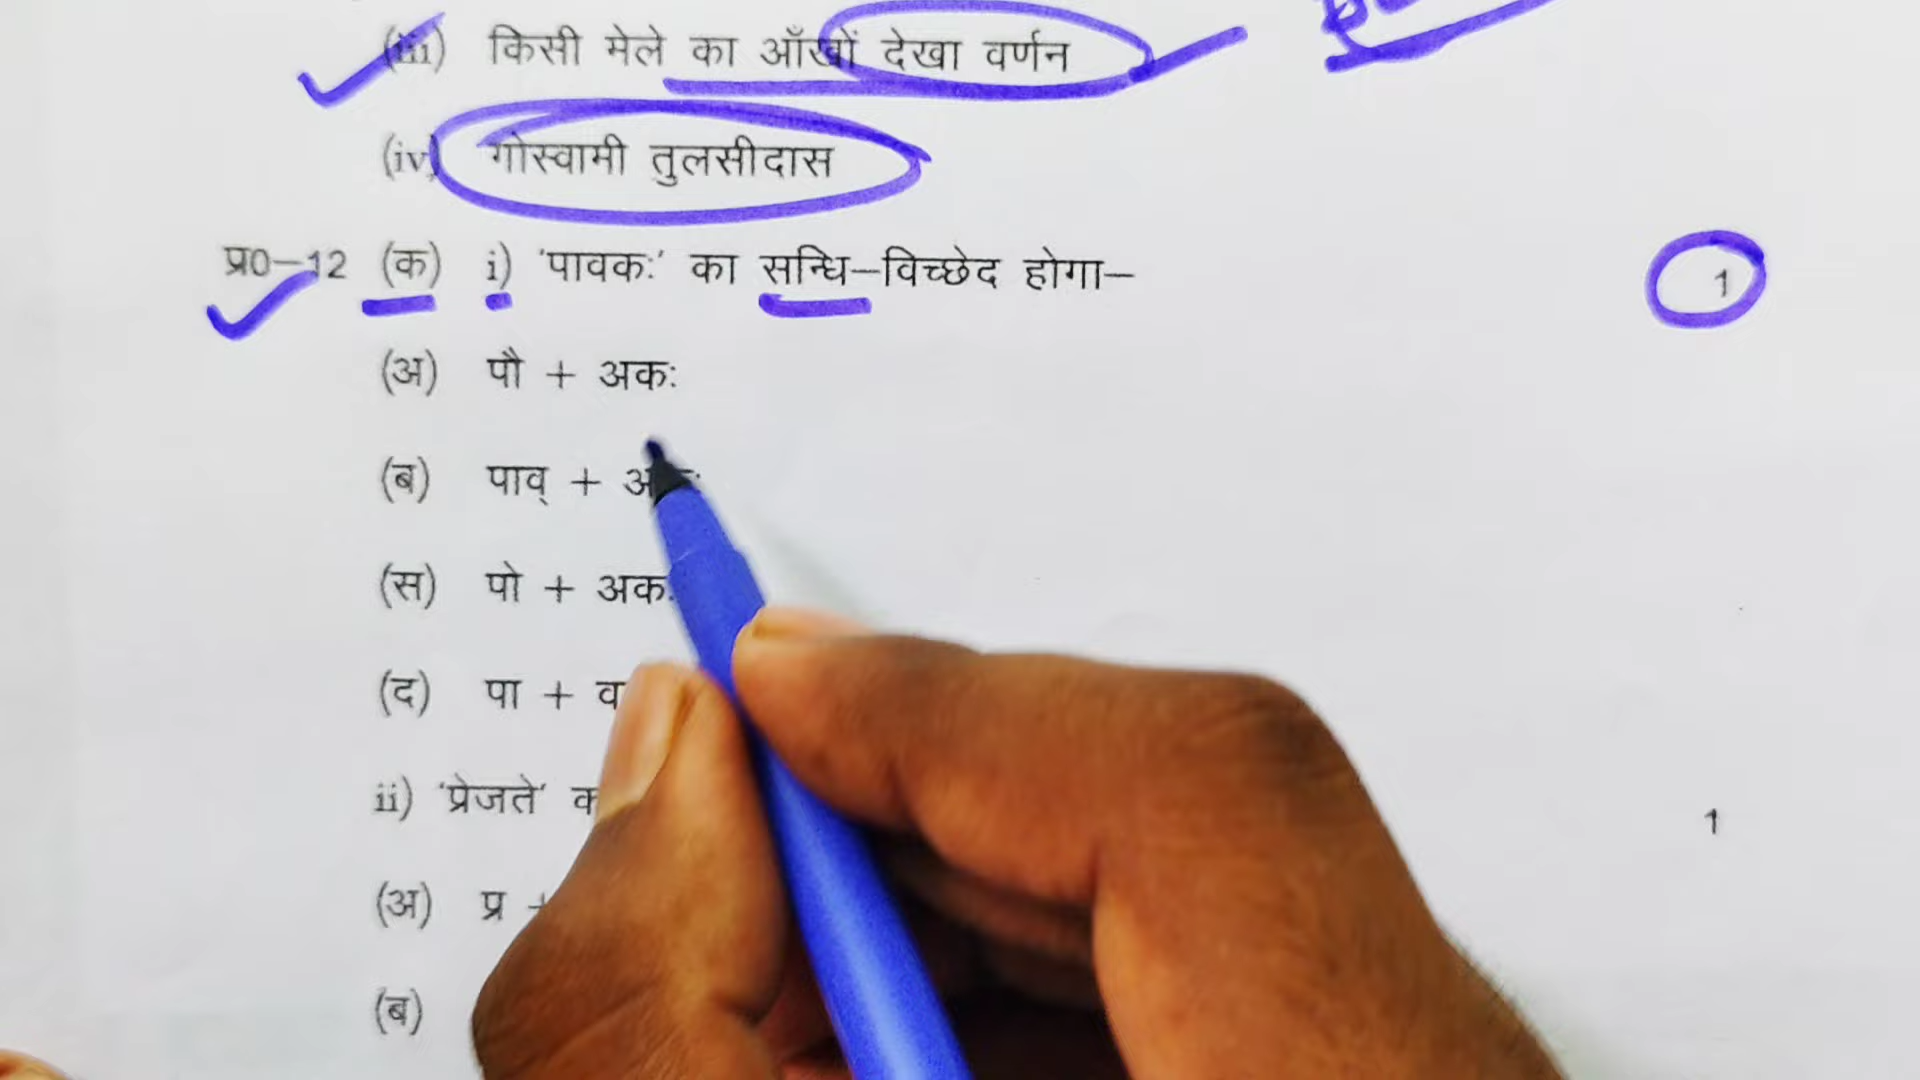 (iii) किसी मेले का आँखों देखा वर्णन
(iv) गोस्वामी तुलसीदास
प्र0–12 (क) i) 'पावकः' का सन्धि–विच्छेद होगा– 1
(अ) पौ + अकः
(ब) पाव् +
(स) पो + अकः
(द) पा +
ii) 'प्रेजते' 1
(अ) प्र +
(ब)